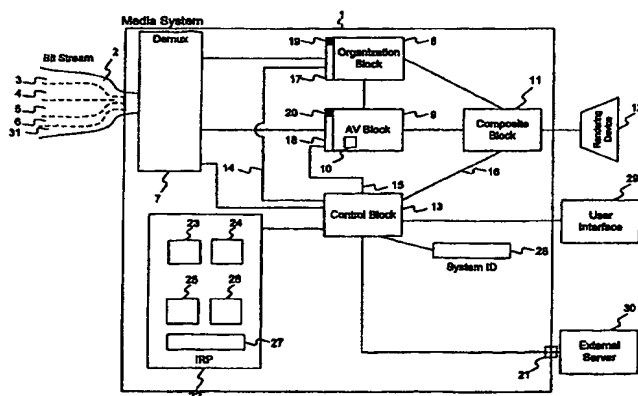 Media System
1
Demux
Bit Stream
2
3
4
5
6
31
7
19
Organization
Block
8
17
20
AV Block
9
18
10
11
Composite
Block
12
Rendering
Device
14
15
16
Control Block
13
29
User
Interface
28
System ID
23
24
25
26
27
IRP
30
External
Server
21